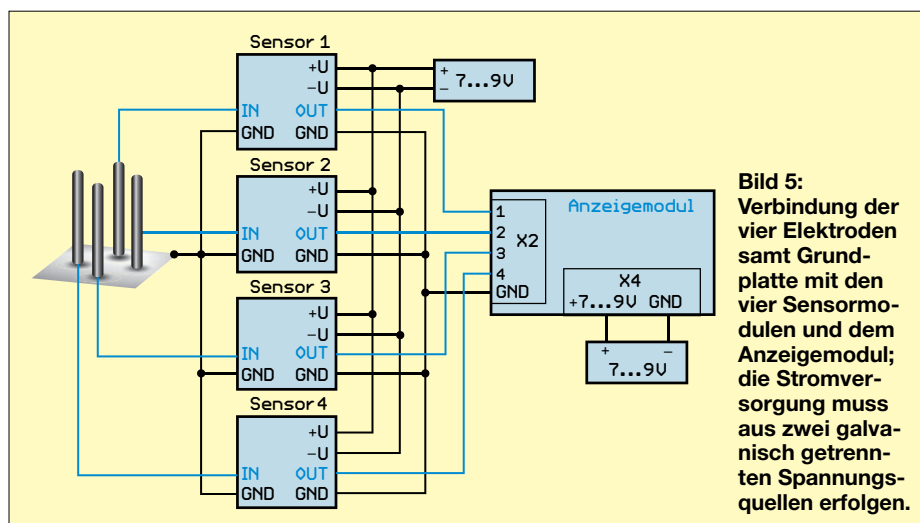 Sensor 1
+U
−U
IN OUT
GND GND
+ 7...9V
−
Sensor 2
+U
−U
IN OUT
GND GND
Sensor 3
+U
−U
IN OUT
GND GND
Sensor 4
+U
−U
IN OUT
GND GND
Anzeigemodul
1
2
3
4
GND
X2
X4
+7...9V GND
+ −
7...9V
Bild 5:
Verbindung der
vier Elektroden
samt Grund-
platte mit den
vier Sensormo-
dulen und dem
Anzeigemodul;
die Stromver-
sorgung muss
aus zwei galva-
nisch getrenn-
ten Spannungs-
quellen erfolgen.